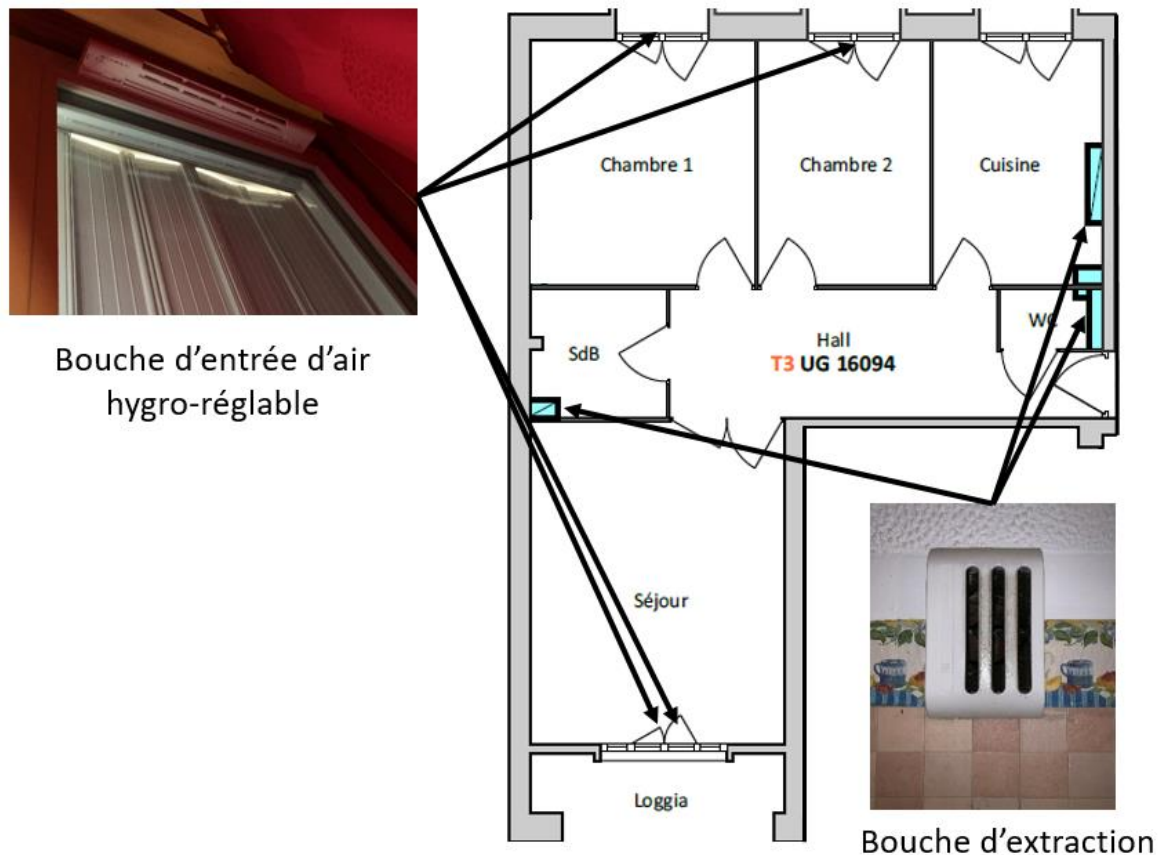 Chambre 1
Chambre 2
Cuisine
Bouche d'entrée d'air
hygro-réglable
SdB
Hall
T3 UG 16094
WC
Séjour
Loggia
Bouche d'extraction